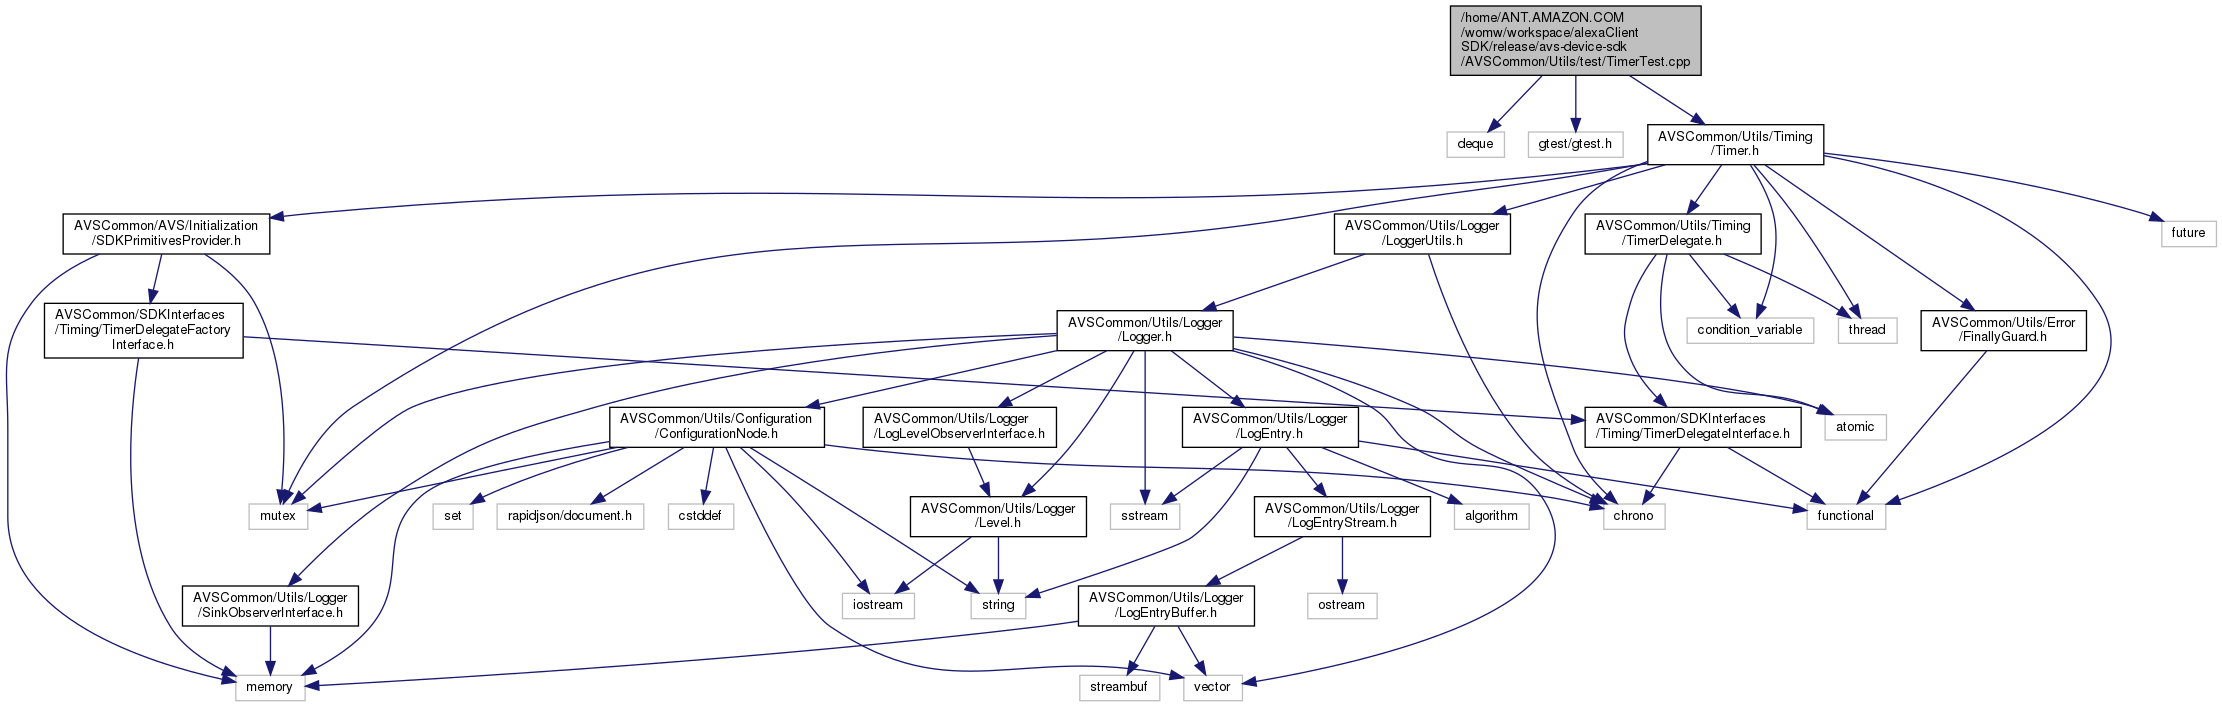 /home/ANT.AMAZON.COM
/womw/workspace/alexaClient
SDK/release/avs-device-sdk
/AVSCommon/Utils/test/TimerTest.cpp
deque
gtest/gtest.h
AVSCommon/Utils/Timing
/Timer.h
AVSCommon/AVS/Initialization
/SDKPrimitivesProvider.h
AVSCommon/Utils/Logger
/LoggerUtils.h
AVSCommon/Utils/Timing
/TimerDelegate.h
future
AVSCommon/SDKInterfaces
/Timing/TimerDelegateFactory
Interface.h
AVSCommon/Utils/Logger
/Logger.h
condition_variable
thread
AVSCommon/Utils/Error
/FinallyGuard.h
AVSCommon/Utils/Configuration
/ConfigurationNode.h
AVSCommon/Utils/Logger
/LogLevelObserverInterface.h
AVSCommon/Utils/Logger
/LogEntry.h
AVSCommon/SDKInterfaces
/Timing/TimerDelegateInterface.h
atomic
mutex
set
rapidjson/document.h
cstddef
AVSCommon/Utils/Logger
/Level.h
sstream
AVSCommon/Utils/Logger
/LogEntryStream.h
algorithm
chrono
functional
AVSCommon/Utils/Logger
/SinkObserverInterface.h
iostream
string
AVSCommon/Utils/Logger
/LogEntryBuffer.h
ostream
memory
streambuf
vector